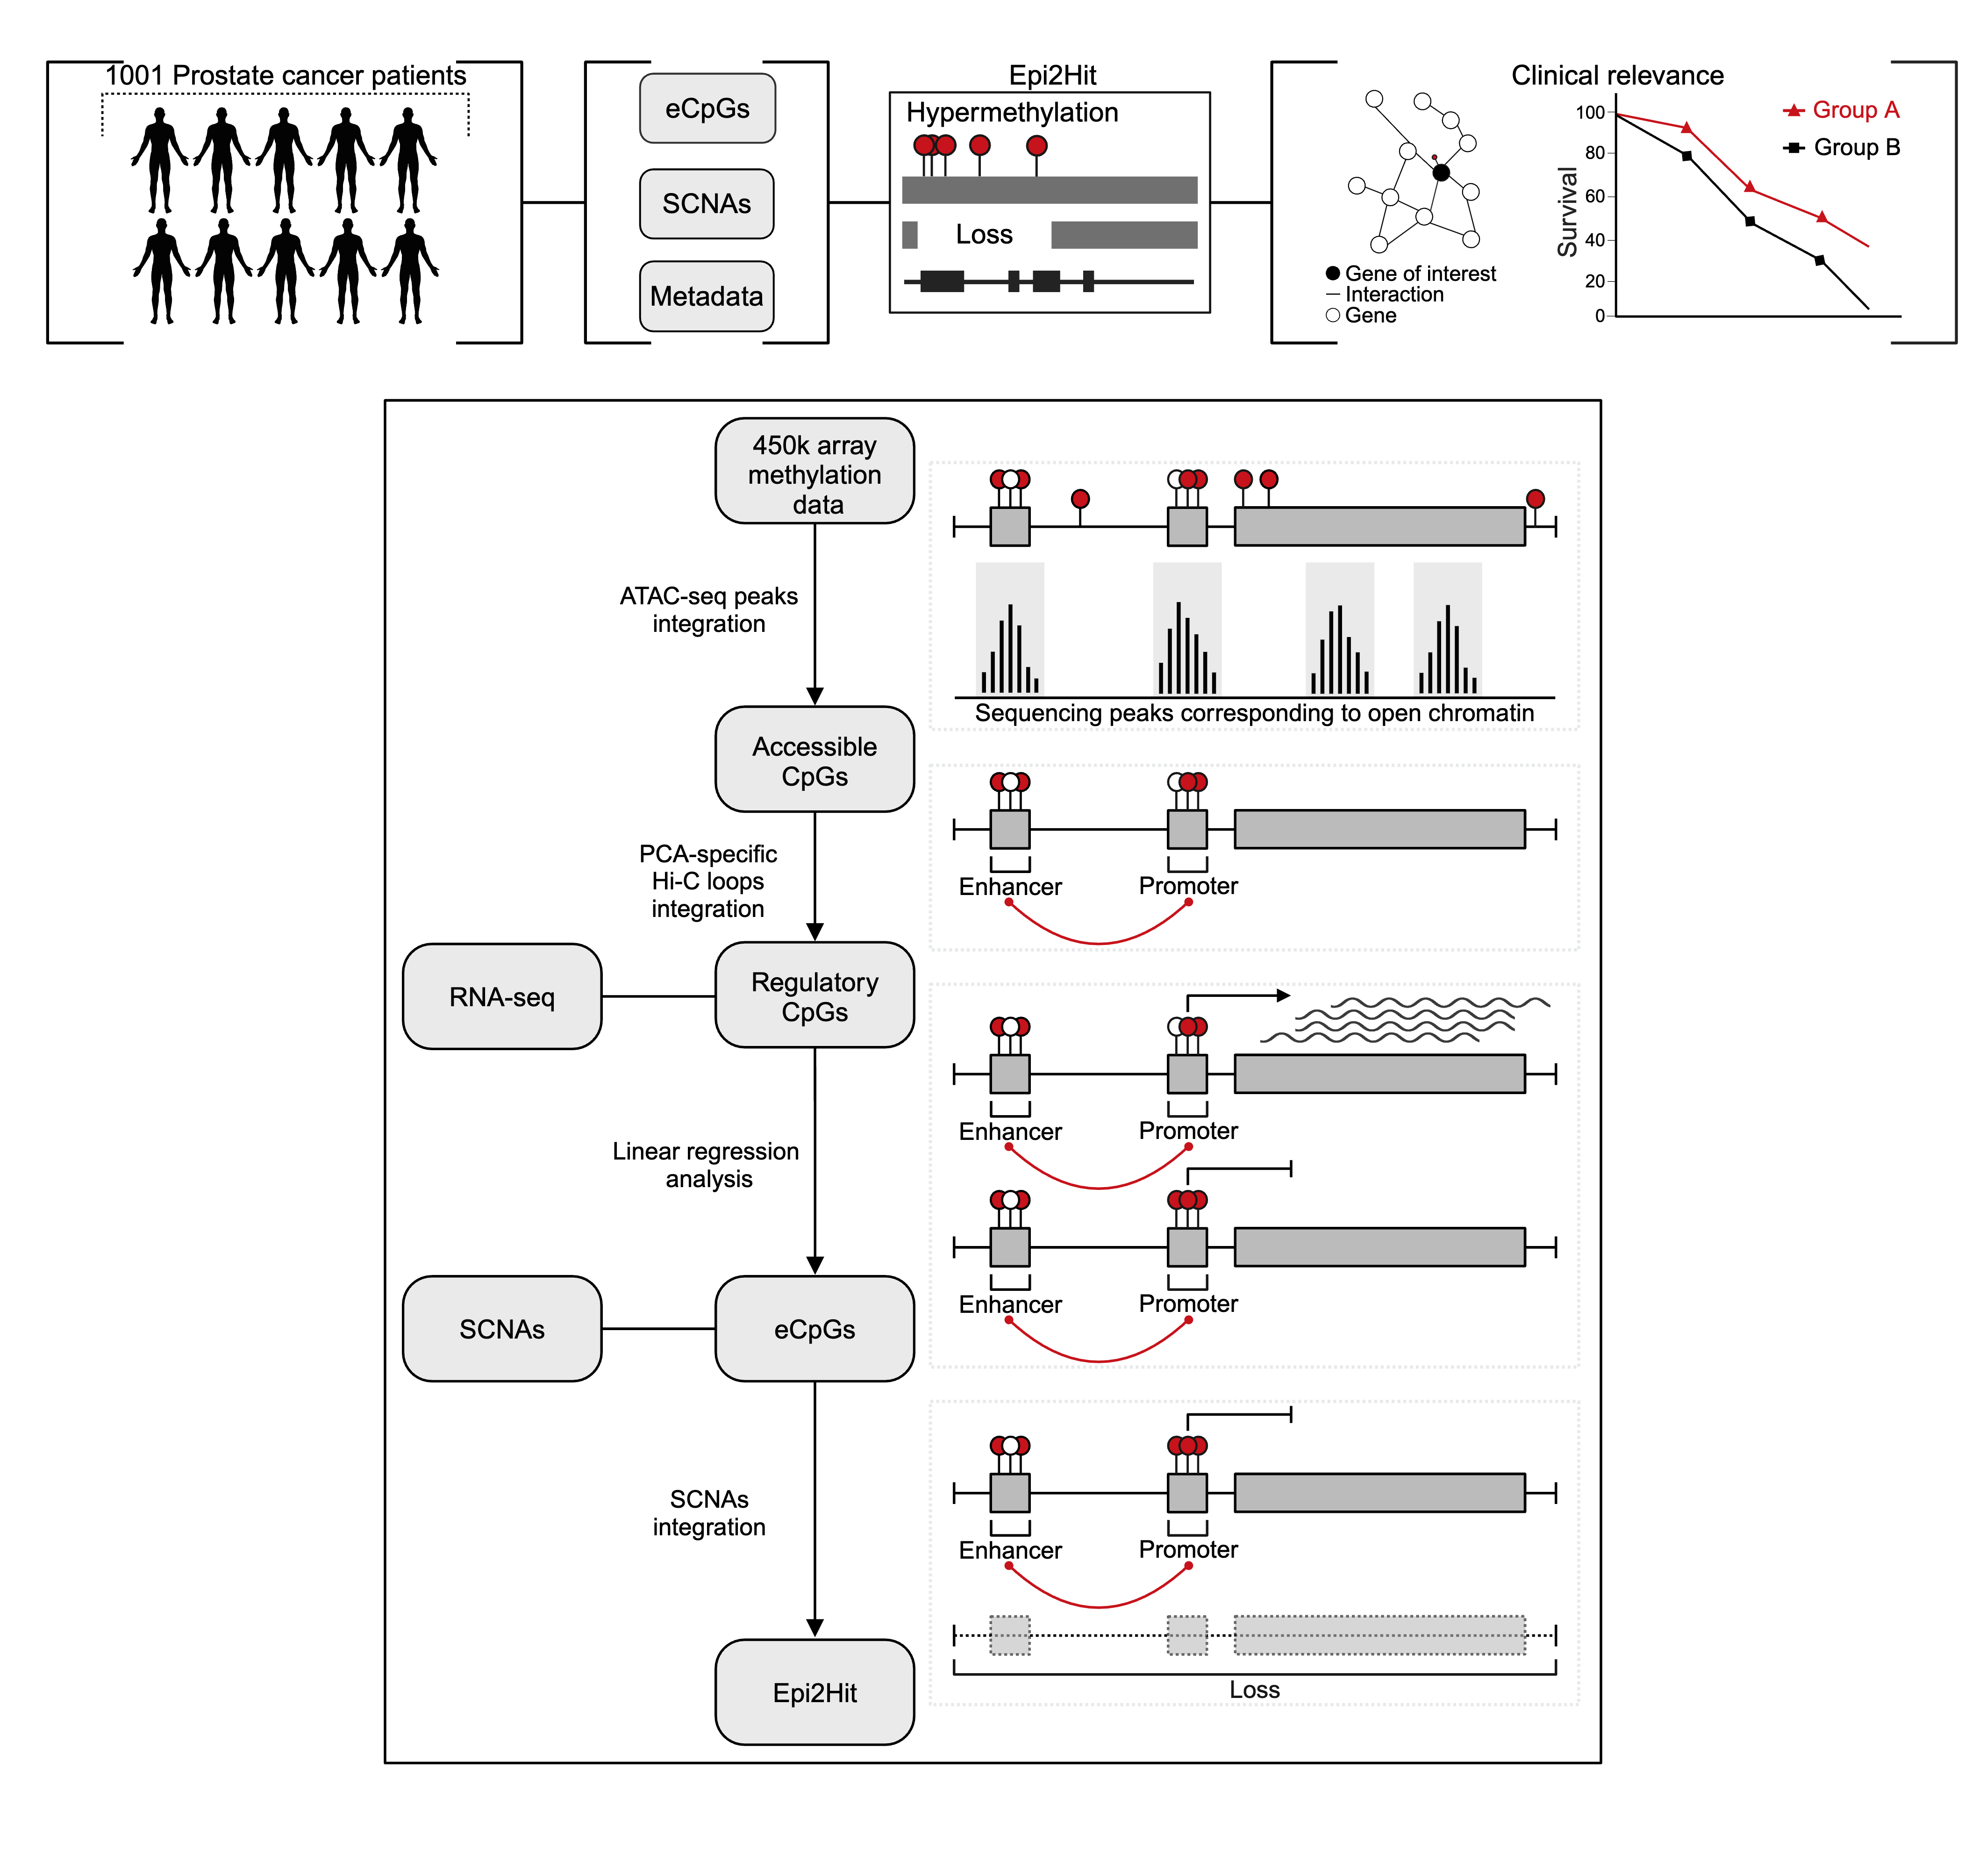 1001 Prostate cancer patients
eCpGs
SCNAs
Metadata
Epi2Hit
Hypermethylation
Loss
Clinical relevance
Gene of interest
Interaction
Gene
Survival
100
80
60
40
20
0
Group A
Group B
450k array
methylation
data
ATAC-seq peaks
integration
Sequencing peaks corresponding to open chromatin
Accessible
CpGs
PCA-specific
Hi-C loops
integration
Enhancer
Promoter
RNA-seq
Regulatory
CpGs
Linear regression
analysis
Enhancer
Promoter
Enhancer
Promoter
SCNAs
eCpGs
SCNAs
integration
Enhancer
Promoter
Loss
Epi2Hit